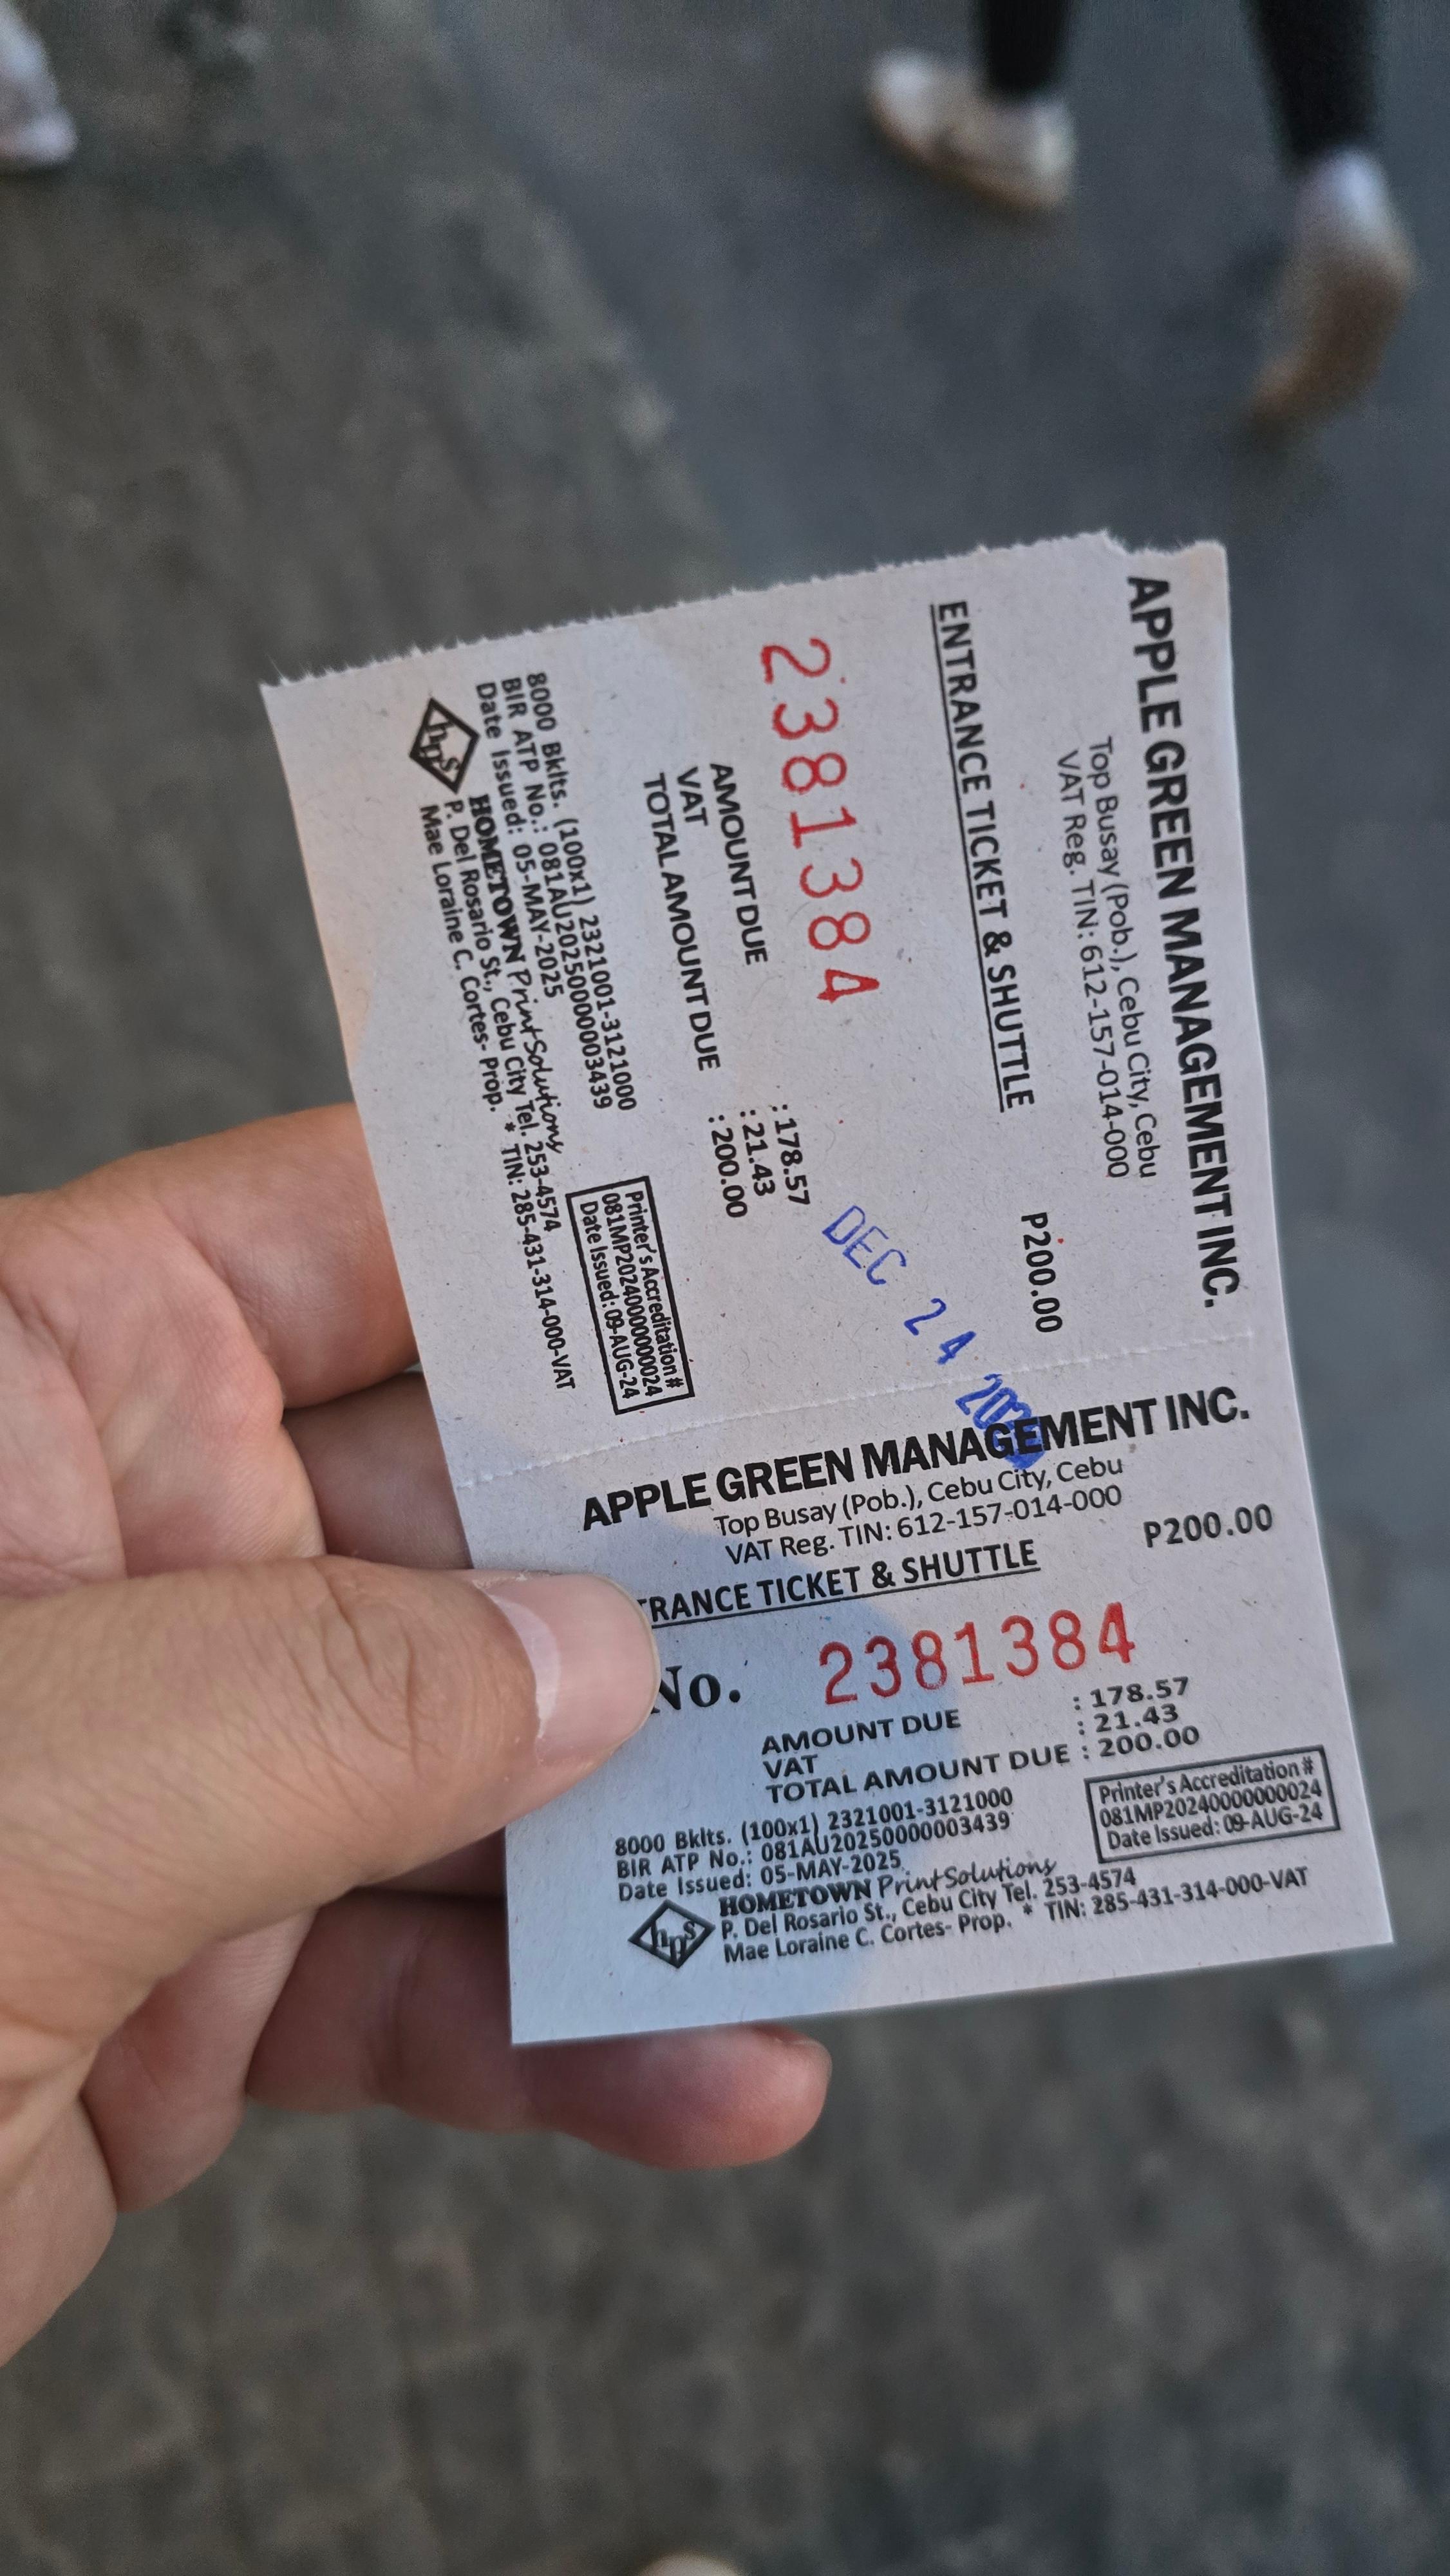 APPLE GREEN MANAGEMENT INC.
Top Busay (Pob.), Cebu City, Cebu
VAT Reg. TIN: 612-157-014-000
ENTRANCE TICKET & SHUTTLE P200.00
2381384
AMOUNT DUE : 178.57
VAT : 21.43
TOTAL AMOUNT DUE : 200.00
8000 Bklts. (100x1) 2321001-3121000
BIR ATP No.: 081AU20250000003439
Date Issued: 05-MAY-2025
HOMETOWN Print Solutions
P. Del Rosario St., Cebu City Tel. 253-4574
Mae Loraine C. Cortes- Prop. * TIN: 285-431-314-000-VAT
hps
Printer's Accreditation #
081MP20240000000024
Date Issued: 09-AUG-24
DEC 24
APPLE GREEN MANAGEMENT INC.
Top Busay (Pob.), Cebu City, Cebu
VAT Reg. TIN: 612-157-014-000
TRANCE TICKET & SHUTTLE P200.00
No. 2381384
AMOUNT DUE : 178.57
VAT : 21.43
TOTAL AMOUNT DUE : 200.00
8000 Bklts. (100x1) 2321001-3121000
BIR ATP No.: 081AU20250000003439
Date Issued: 05-MAY-2025
HOMETOWN Print Solutions
P. Del Rosario St., Cebu City Tel. 253-4574
Mae Loraine C. Cortes- Prop. * TIN: 285-431-314-000-VAT
hps
Printer's Accreditation #
081MP20240000000024
Date Issued: 09-AUG-24